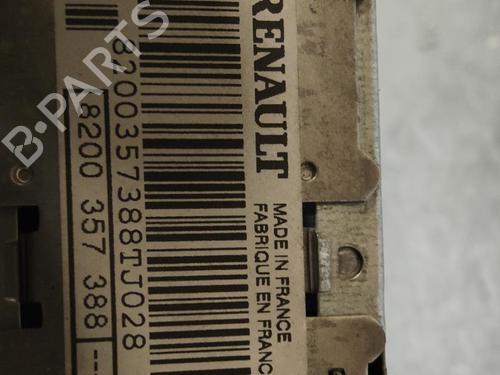 RENAULT
MADE IN FRANCE
FABRIQUE EN FRANC
8200357388TJ028
8200 357 388 --
B-PARTS